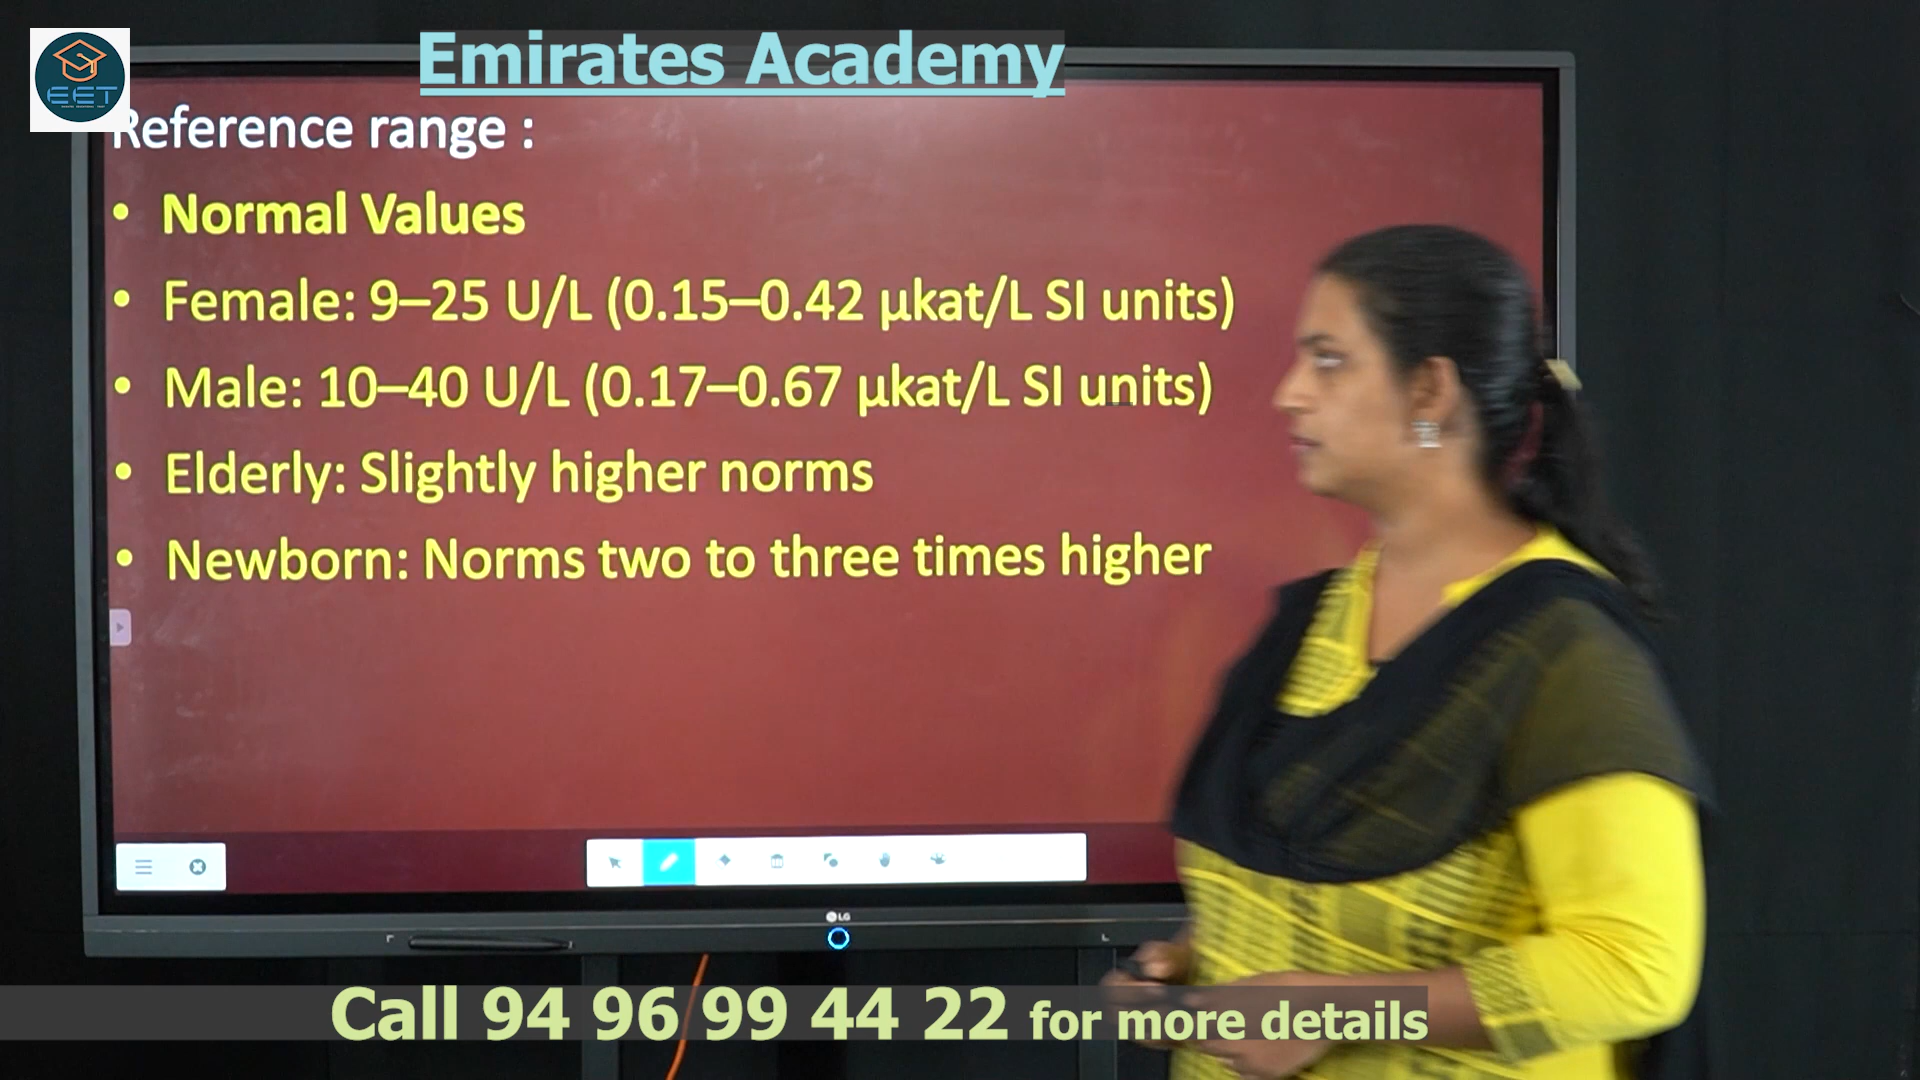 Emirates Academy
EET
Reference range :
• Normal Values
• Female: 9–25 U/L (0.15–0.42 µkat/L SI units)
• Male: 10–40 U/L (0.17–0.67 µkat/L SI units)
• Elderly: Slightly higher norms
• Newborn: Norms two to three times higher
LG
Call 94 96 99 44 22 for more details